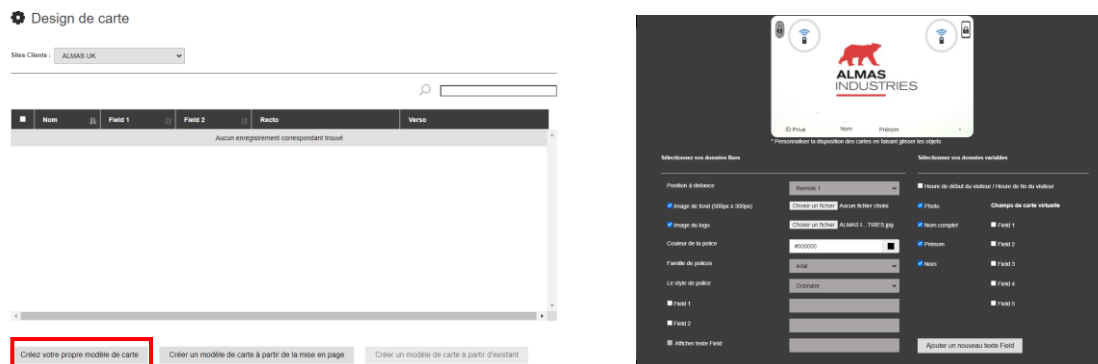 Design de carte
Sites Clients : ALMAS UK
Nom Field 1 Field 2 Recto Verso
Aucun enregistrement correspondant trouvé
Créez votre propre modèle de carte Créer un modèle de carte à partir de la mise en page Créer un modèle de carte à partir d'existant
ALMAS
INDUSTRIES
ID Privé Nom Prénom
* Personnaliser la disposition des cartes en faisant glisser les objets
Sélectionnez vos données fixes Sélectionnez vos données variables
Position à distance Remote 1 Heure de début du visiteur / Heure de fin du visiteur
Image de fond (500px x 300px) Choisir un fichier Aucun fichier choisi Photo Champs de carte virtuelle
Image du logo Choisir un fichier ALMAS I... TRIES.jpg Nom complet Field 1
Couleur de la police #000000 Prénom Field 2
Famille de polices Arial Nom Field 3
Le style de police Ordinaire Field 4
Field 1 Field 5
Field 2
Afficher texte Field Ajouter un nouveau texte Field